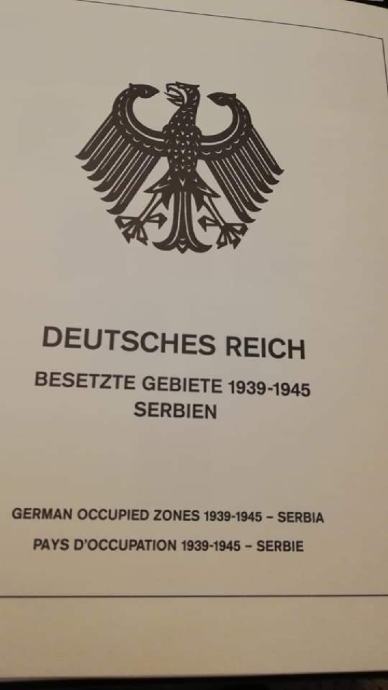 DEUTSCHES REICH
BESETZTE GEBIETE 1939-1945
SERBIEN
GERMAN OCCUPIED ZONES 1939-1945 – SERBIA
PAYS D'OCCUPATION 1939-1945 – SERBIE